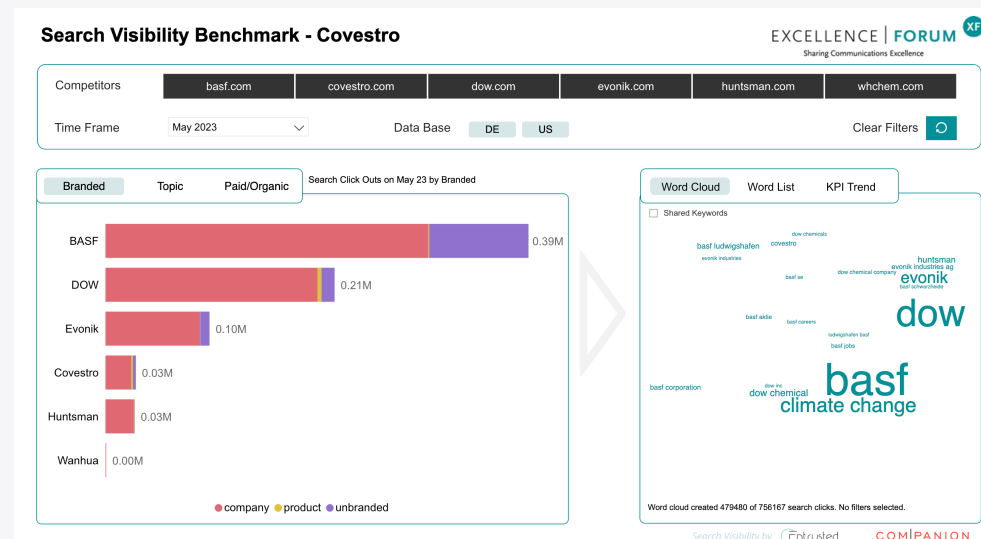 Search Visibility Benchmark - Covestro
EXCELLENCE | FORUM XF
Sharing Communications Excellence
Competitors basf.com covestro.com dow.com evonik.com huntsman.com whchem.com
Time Frame May 2023 Data Base DE US Clear Filters
Branded Topic Paid/Organic
Search Click Outs on May 23 by Branded
BASF 0.39M
DOW 0.21M
Evonik 0.10M
Covestro 0.03M
Huntsman 0.03M
Wanhua 0.00M
company product unbranded
Word Cloud Word List KPI Trend
Shared Keywords
dow chemicals
basf ludwigshafen covestro
evonik industries
huntsman
evonik industries ag
basf se dow chemical company evonik
basf schwarzheide
dow
basf aktie
basf careers
ludwigshafen basf
basf jobs
basf
basf corporation
dow inc
dow chemical
climate change
Word cloud created 479480 of 756167 search clicks. No filters selected.
Search Visibility by Entrusted .COM|PANION